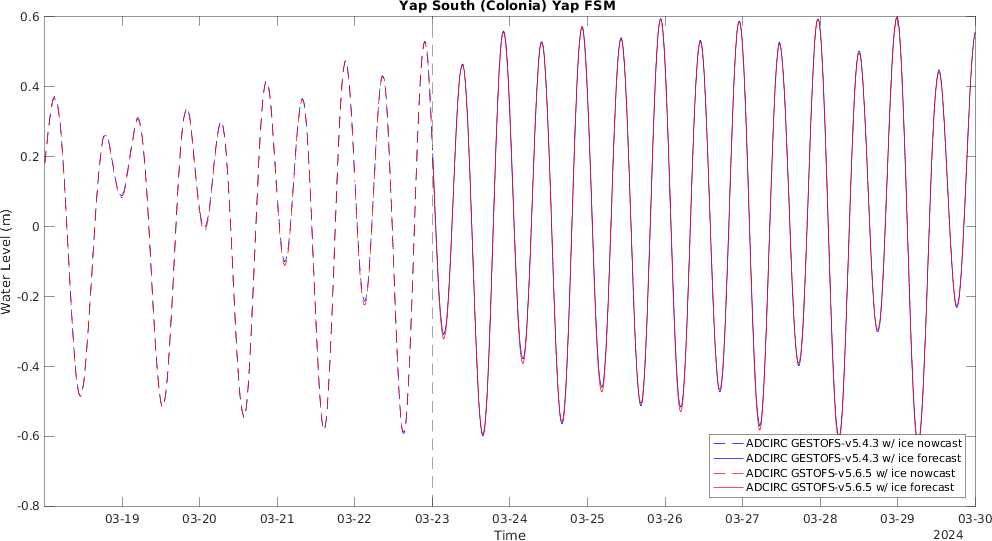 Yap South (Colonia) Yap FSM
0.6
0.4
0.2
0
-0.2
-0.4
-0.6
-0.8
Water Level (m)
ADCIRC GESTOFS-v5.4.3 w/ ice nowcast
ADCIRC GESTOFS-v5.4.3 w/ ice forecast
ADCIRC GSTOFS-v5.6.5 w/ ice nowcast
ADCIRC GSTOFS-v5.6.5 w/ ice forecast
03-19 03-20 03-21 03-22 03-23 03-24 03-25 03-26 03-27 03-28 03-29 03-30
Time
2024